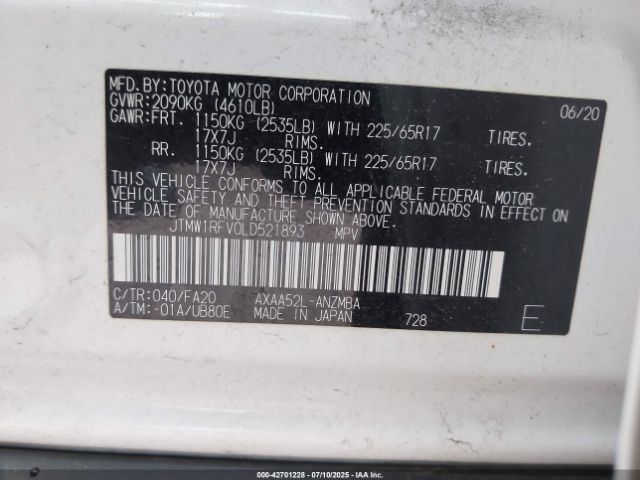 MFD.BY:TOYOTA MOTOR CORPORATION 06/20
GVWR:2090KG (4610LB)
GAWR:FRT. 1150KG (2535LB) WITH 225/65R17 TIRES.
17X7J RIMS.
RR. 1150KG (2535LB) WITH 225/65R17 TIRES.
17X7J RIMS.
THIS VEHICLE CONFORMS TO ALL APPLICABLE FEDERAL MOTOR
VEHICLE SAFETY AND THEFT PREVENTION STANDARDS IN EFFECT ON
THE DATE OF MANUFACTURE SHOWN ABOVE.
JTMW1RFV0LD521893 MPV
C/TR:040/FA20 AXAA52L-ANZMBA
A/TM:-01A/UB80E MADE IN JAPAN 728 E
000-42701228 - 07/10/2025 - IAA Inc.